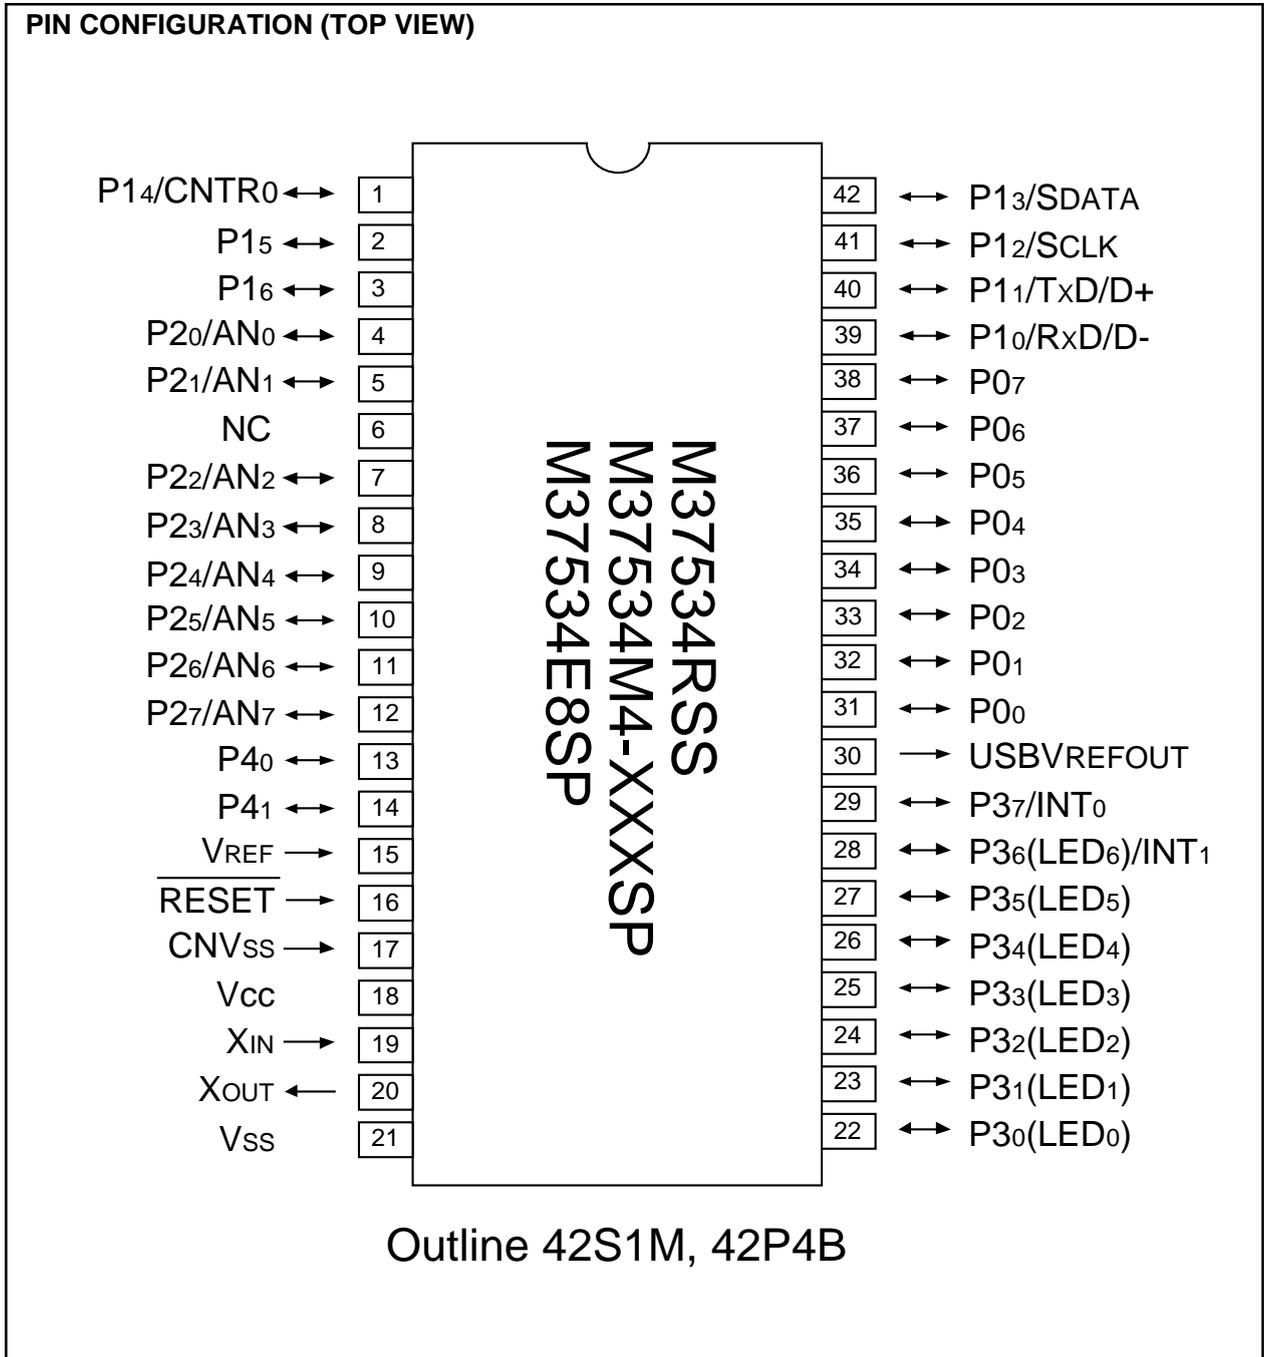 PIN CONFIGURATION (TOP VIEW)
P14/CNTR0 1
P15 2
P16 3
P20/AN0 4
P21/AN1 5
NC 6
P22/AN2 7
P23/AN3 8
P24/AN4 9
P25/AN5 10
P26/AN6 11
P27/AN7 12
P40 13
P41 14
VREF 15
RESET 16
CNVSS 17
Vcc 18
XIN 19
XOUT 20
VSS 21
M37534RSS
M37534M4-XXXSP
M37534E8SP
42 P13/SDATA
41 P12/SCLK
40 P11/TXD/D+
39 P10/RXD/D-
38 P07
37 P06
36 P05
35 P04
34 P03
33 P02
32 P01
31 P00
30 USBVREFOUT
29 P37/INT0
28 P36(LED6)/INT1
27 P35(LED5)
26 P34(LED4)
25 P33(LED3)
24 P32(LED2)
23 P31(LED1)
22 P30(LED0)
Outline 42S1M, 42P4B